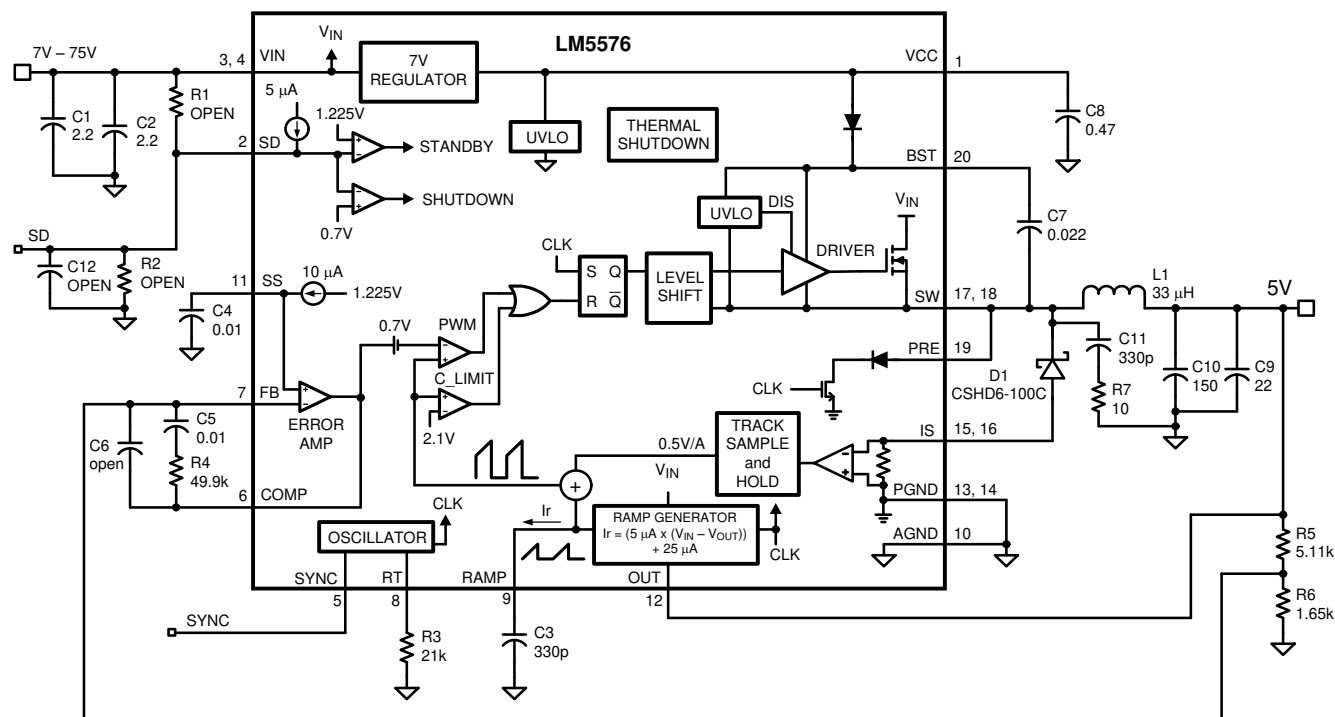 LM5576
7V – 75V
3, 4
VIN
VIN
7V
REGULATOR
VCC
1
R1
OPEN
5 µA
1.225V
C1
2.2
C2
2.2
2
SD
STANDBY
UVLO
THERMAL
SHUTDOWN
C8
0.47
SHUTDOWN
0.7V
BST
20
SD
C12
OPEN
R2
OPEN
UVLO
DIS
VIN
DRIVER
C7
0.022
11
SS
10 µA
1.225V
C4
0.01
CLK
S Q
R Q
LEVEL
SHIFT
SW
17, 18
L1
33 µH
5V
0.7V
PWM
C_LIMIT
2.1V
PRE
19
CLK
C11
330p
R7
10
D1
CSHD6-100C
C10
150
C9
22
7
FB
ERROR
AMP
C5
0.01
C6
open
R4
49.9k
6
COMP
0.5V/A
TRACK
SAMPLE
and
HOLD
IS
15, 16
PGND
13, 14
AGND
10
VIN
Ir
RAMP GENERATOR
Ir = (5 µA x (VIN – VOUT))
+ 25 µA
CLK
CLK
OSCILLATOR
SYNC
5
RT
8
RAMP
9
OUT
12
R5
5.11k
R6
1.65k
SYNC
R3
21k
C3
330p